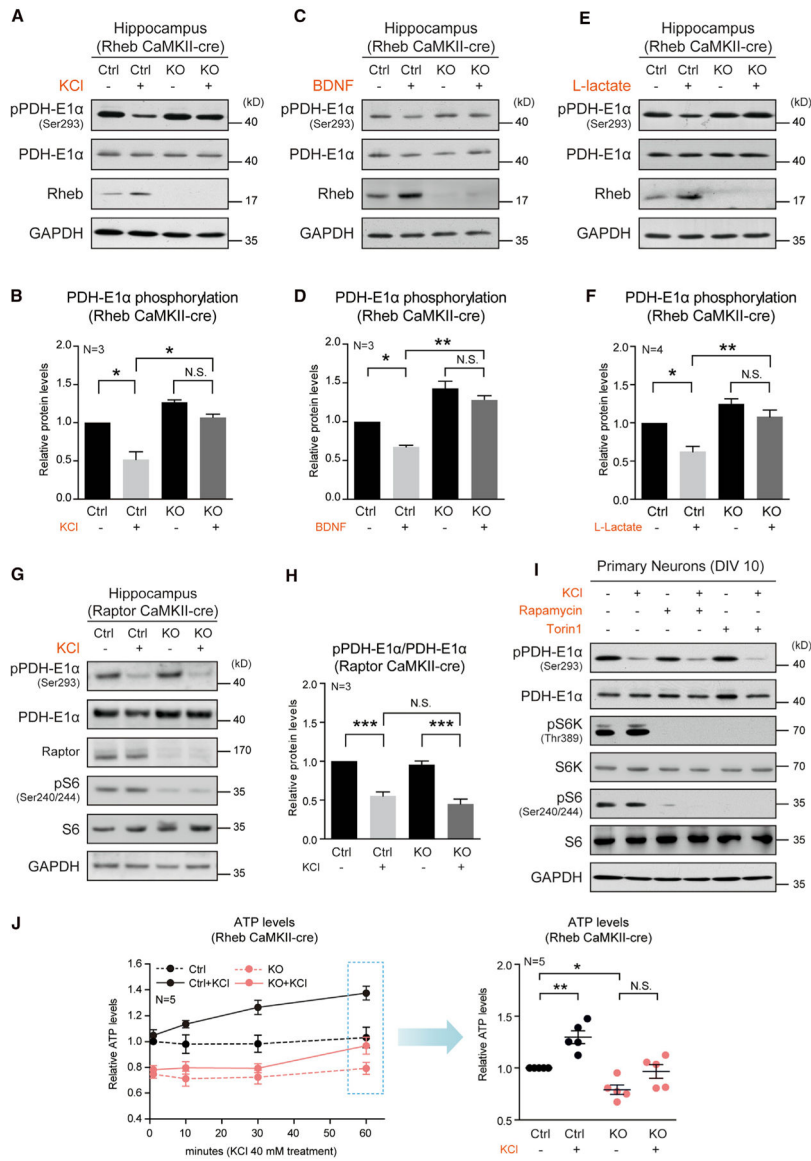 A
Hippocampus
(Rheb CaMKII-cre)
Ctrl Ctrl KO KO
KCl - + - +
(kD)
pPDH-E1α
(Ser293)
40
PDH-E1α
40
Rheb
17
GAPDH
35
C
Hippocampus
(Rheb CaMKII-cre)
Ctrl Ctrl KO KO
BDNF - + - +
(kD)
pPDH-E1α
(Ser293)
40
PDH-E1α
40
Rheb
17
GAPDH
35
E
Hippocampus
(Rheb CaMKII-cre)
Ctrl Ctrl KO KO
L-lactate - + - +
(kD)
pPDH-E1α
(Ser293)
40
PDH-E1α
40
Rheb
17
GAPDH
35
B
PDH-E1α phosphorylation
(Rheb CaMKII-cre)
Relative protein levels
2.0
1.5
1.0
0.5
0.0
N=3
*
*
N.S.
Ctrl Ctrl KO KO
KCl - + - +
D
PDH-E1α phosphorylation
(Rheb CaMKII-cre)
Relative protein levels
2.0
1.5
1.0
0.5
0.0
N=3
**
*
N.S.
Ctrl Ctrl KO KO
BDNF - + - +
F
PDH-E1α phosphorylation
(Rheb CaMKII-cre)
Relative protein levels
2.0
1.5
1.0
0.5
0.0
N=4
**
*
N.S.
Ctrl Ctrl KO KO
L-Lactate - + - +
G
Hippocampus
(Raptor CaMKII-cre)
Ctrl Ctrl KO KO
KCl - + - +
(kD)
pPDH-E1α
(Ser293)
40
PDH-E1α
40
Raptor
170
pS6
(Ser240/244)
35
S6
35
GAPDH
35
H
pPDH-E1α/PDH-E1α
(Raptor CaMKII-cre)
Relative protein levels
2.0
1.5
1.0
0.5
0.0
N=3
N.S.
*** ***
Ctrl Ctrl KO KO
KCl - + - +
I
Primary Neurons (DIV 10)
KCl - + - + - +
Rapamycin - - + + - -
Torin1 - - - - + +
(kD)
pPDH-E1α
(Ser293)
40
PDH-E1α
40
pS6K
(Thr389)
70
S6K
70
pS6
(Ser240/244)
35
S6
35
GAPDH
35
J
ATP levels
(Rheb CaMKII-cre)
Relative ATP levels
1.6
1.4
1.2
1.0
0.8
0.6
0.4
Ctrl KO
Ctrl+KCl KO+KCl
N=5
0 10 20 30 40 50 60
minutes (KCl 40 mM treatment)
ATP levels
(Rheb CaMKII-cre)
Relative ATP levels
2.0
1.5
1.0
0.5
N=5
*
**
N.S.
Ctrl Ctrl KO KO
KCl - + - +